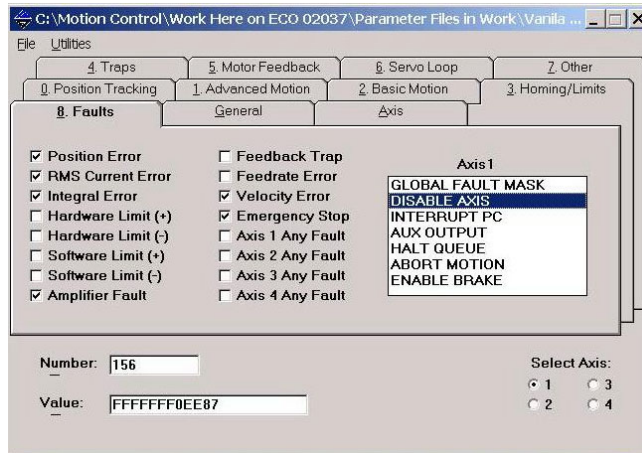 C:\Motion Control\Work Here on ECO 02037\Parameter Files in Work\Vanila ...
File Utilities
4. Traps 5. Motor Feedback 6. Servo Loop 7. Other
0. Position Tracking 1. Advanced Motion 2. Basic Motion 3. Homing/Limits
8. Faults General Axis
Position Error
RMS Current Error
Integral Error
Hardware Limit (+)
Hardware Limit (-)
Software Limit (+)
Software Limit (-)
Amplifier Fault
Feedback Trap
Feedrate Error
Velocity Error
Emergency Stop
Axis 1 Any Fault
Axis 2 Any Fault
Axis 3 Any Fault
Axis 4 Any Fault
Axis1
GLOBAL FAULT MASK
DISABLE AXIS
INTERRUPT PC
AUX OUTPUT
HALT QUEUE
ABORT MOTION
ENABLE BRAKE
Number: 156
Value: FFFFFFF0EE87
Select Axis:
1 3
2 4